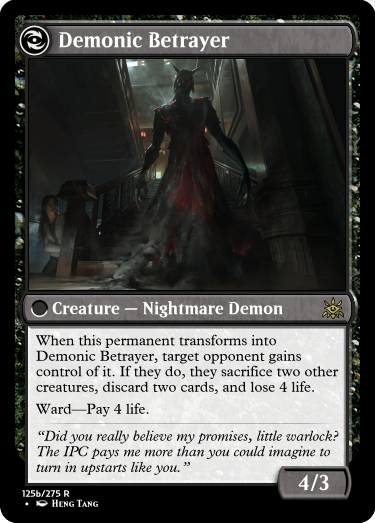 Demonic Betrayer
Creature — Nightmare Demon
When this permanent transforms into
Demonic Betrayer, target opponent gains
control of it. If they do, they sacrifice two other
creatures, discard two cards, and lose 4 life.
Ward—Pay 4 life.
“Did you really believe my promises, little warlock?
The IPC pays me more than you could imagine to
turn in upstarts like you.”
4/3
125b/275 R
• Heng Tang